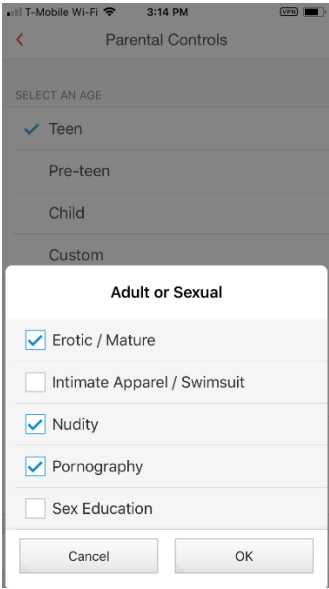 T-Mobile Wi-Fi 3:14 PM VPN
Parental Controls
SELECT AN AGE
Teen
Pre-teen
Child
Custom
Adult or Sexual
Erotic / Mature
Intimate Apparel / Swimsuit
Nudity
Pornography
Sex Education
Cancel OK